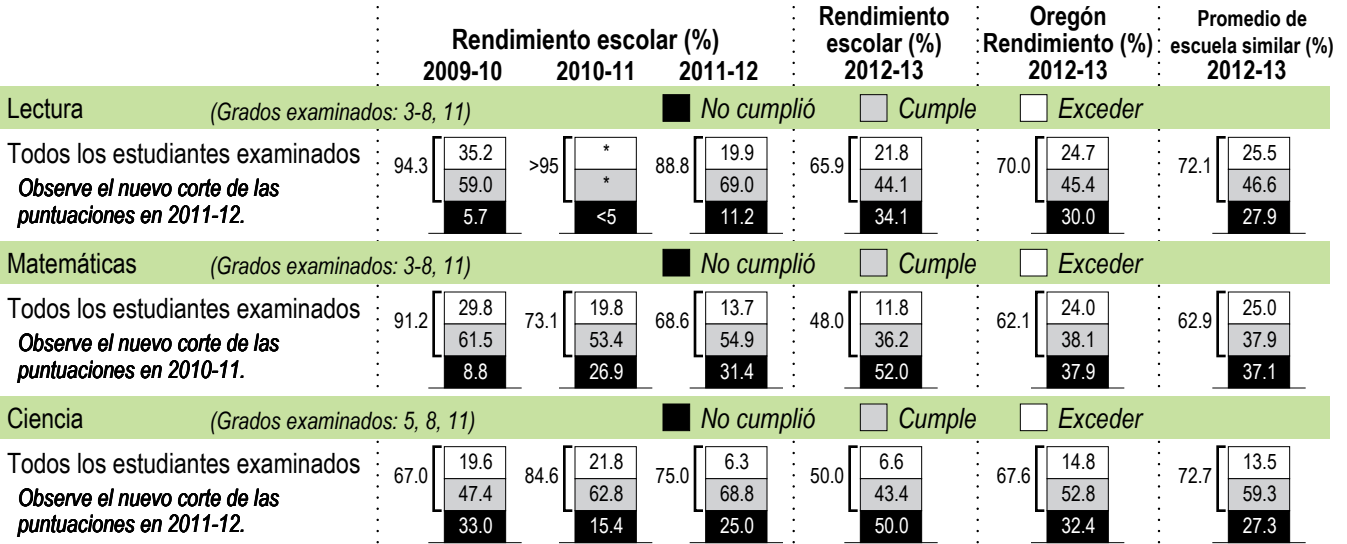 Rendimiento escolar (%)
2009-10 2010-11 2011-12
Rendimiento
escolar (%)
2012-13
Oregón
Rendimiento (%)
2012-13
Promedio de
escuela similar (%)
2012-13
Lectura (Grados examinados: 3-8, 11) No cumplió Cumple Exceder
Todos los estudiantes examinados
Observe el nuevo corte de las
puntuaciones en 2011-12.
94.3 35.2 59.0 5.7
>95 * * <5
88.8 19.9 69.0 11.2
65.9 21.8 44.1 34.1
70.0 24.7 45.4 30.0
72.1 25.5 46.6 27.9
Matemáticas (Grados examinados: 3-8, 11) No cumplió Cumple Exceder
Todos los estudiantes examinados
Observe el nuevo corte de las
puntuaciones en 2010-11.
91.2 29.8 61.5 8.8
73.1 19.8 53.4 26.9
68.6 13.7 54.9 31.4
48.0 11.8 36.2 52.0
62.1 24.0 38.1 37.9
62.9 25.0 37.9 37.1
Ciencia (Grados examinados: 5, 8, 11) No cumplió Cumple Exceder
Todos los estudiantes examinados
Observe el nuevo corte de las
puntuaciones en 2011-12.
67.0 19.6 47.4 33.0
84.6 21.8 62.8 15.4
75.0 6.3 68.8 25.0
50.0 6.6 43.4 50.0
67.6 14.8 52.8 32.4
72.7 13.5 59.3 27.3